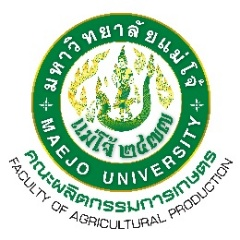 มหาวิทยาลัยแม่โจ้
แม่โจ้ ๒๔๗๗
MAEJO UNIVERSITY
คณะผลิตกรรมการเกษตร
FACULTY OF AGRICULTURAL PRODUCTION